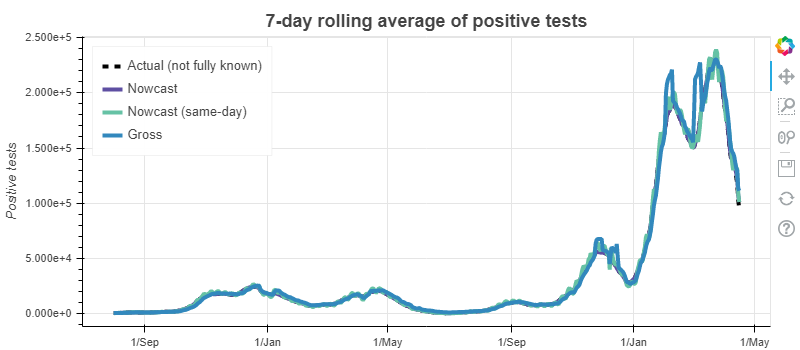 7-day rolling average of positive tests
2.500e+5
2.000e+5
1.500e+5
1.000e+5
5.000e+4
0.000e+0
Positive tests
Actual (not fully known)
Nowcast
Nowcast (same-day)
Gross
1/Sep
1/Jan
1/May
1/Sep
1/Jan
1/May